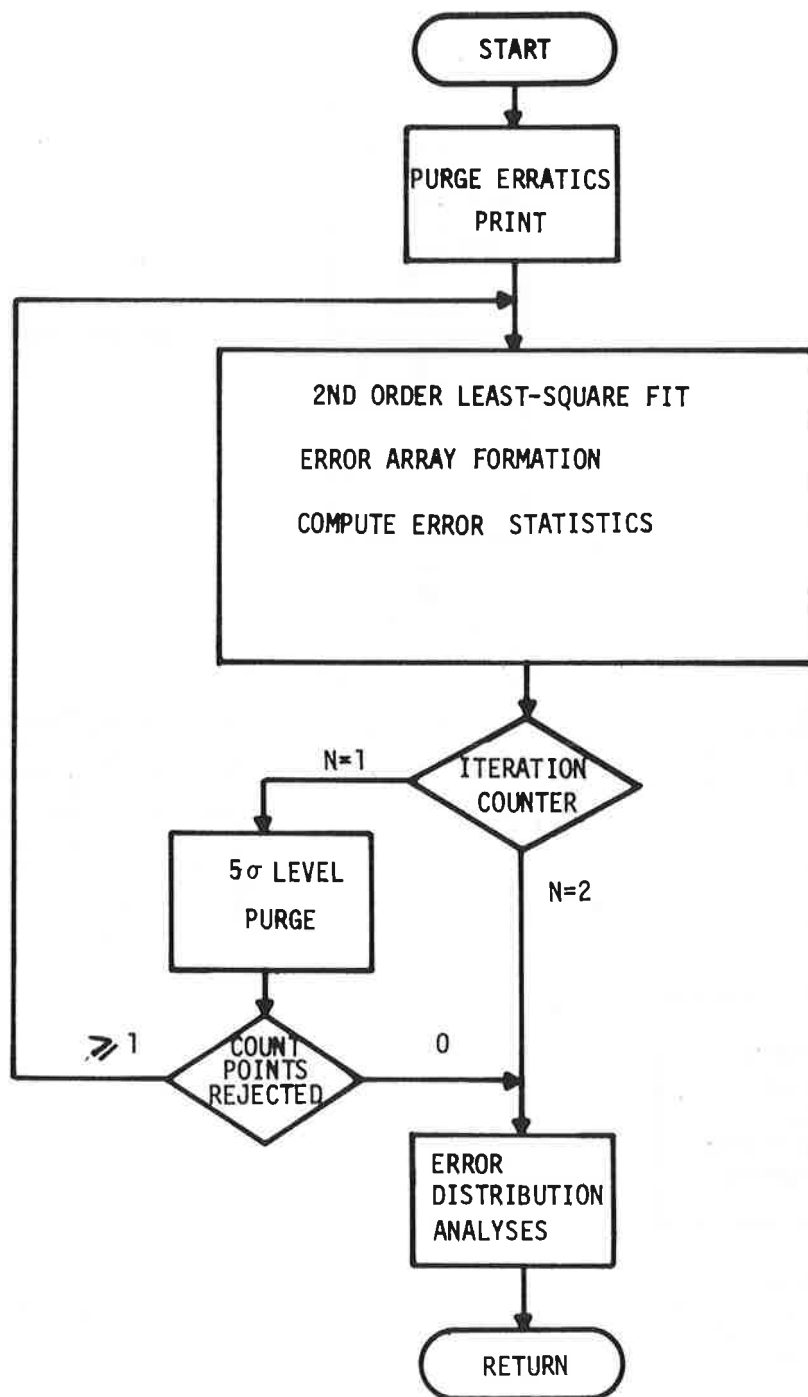 START
PURGE ERRATICS
PRINT
2ND ORDER LEAST-SQUARE FIT
ERROR ARRAY FORMATION
COMPUTE ERROR STATISTICS
ITERATION
COUNTER
N=1
N=2
5σ LEVEL
PURGE
⩾ 1
COUNT
POINTS
REJECTED
0
ERROR
DISTRIBUTION
ANALYSES
RETURN